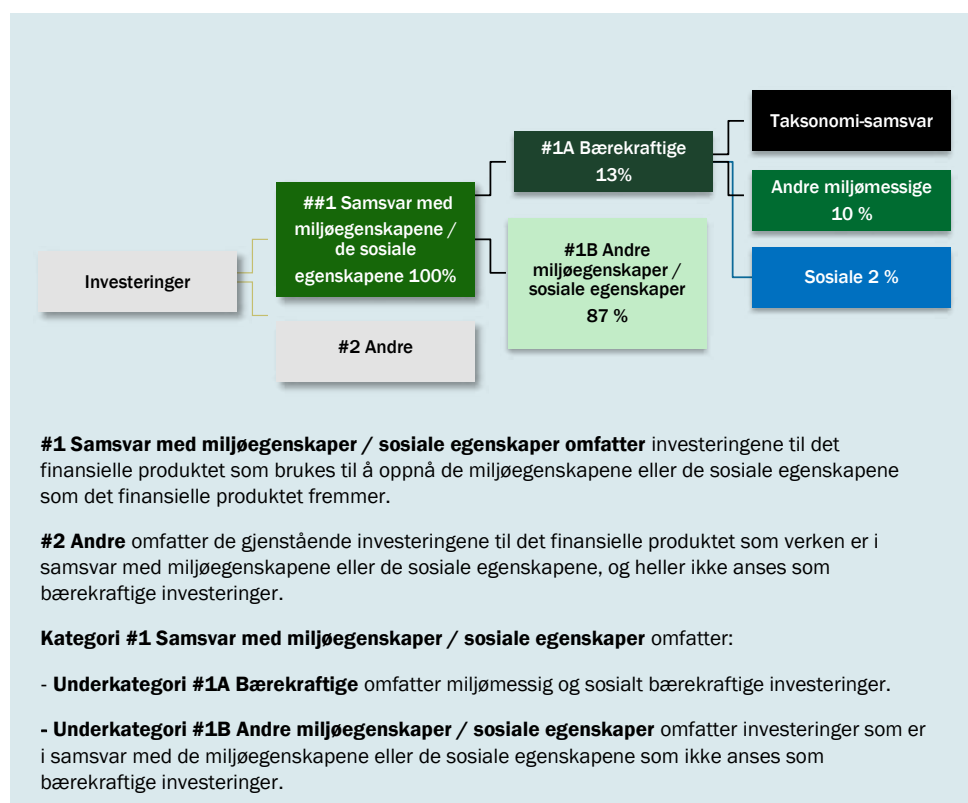 Investeringer
##1 Samsvar med
miljøegenskapene /
de sosiale
egenskapene 100%
#2 Andre
#1A Bærekraftige
13%
#1B Andre
miljøegenskaper /
sosiale egenskaper
87 %
Taksonomi-samsvar
Andre miljømessige
10 %
Sosiale 2 %
#1 Samsvar med miljøegenskaper / sosiale egenskaper omfatter investeringene til det
finansielle produktet som brukes til å oppnå de miljøegenskapene eller de sosiale egenskapene
som det finansielle produktet fremmer.
#2 Andre omfatter de gjenstående investeringene til det finansielle produktet som verken er i
samsvar med miljøegenskapene eller de sosiale egenskapene, og heller ikke anses som
bærekraftige investeringer.
Kategori #1 Samsvar med miljøegenskaper / sosiale egenskaper omfatter:
- Underkategori #1A Bærekraftige omfatter miljømessig og sosialt bærekraftige investeringer.
- Underkategori #1B Andre miljøegenskaper / sosiale egenskaper omfatter investeringer som er
i samsvar med de miljøegenskapene eller de sosiale egenskapene som ikke anses som
bærekraftige investeringer.